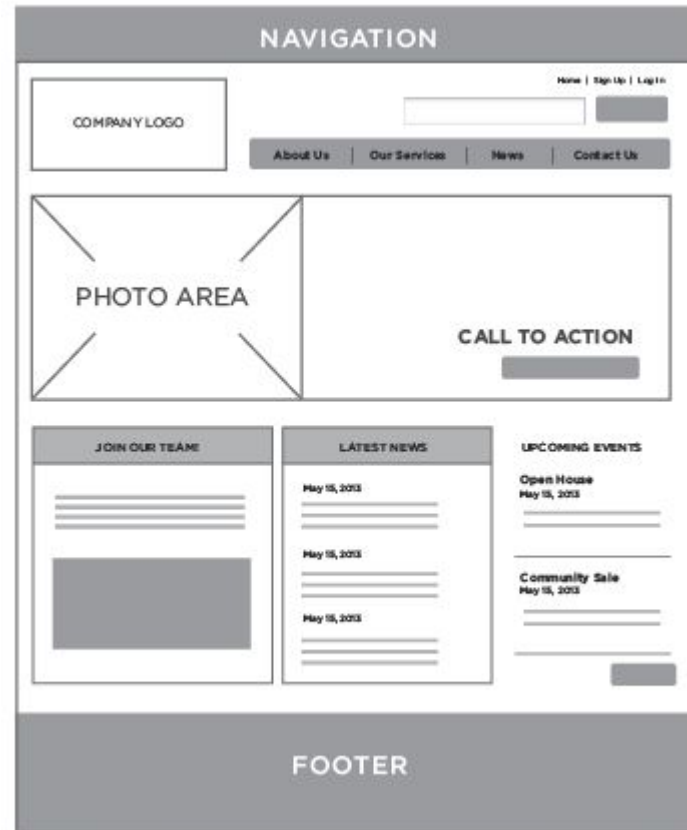 NAVIGATION
Home | Sign Up | Log In
COMPANY LOGO
About Us | Our Services | News | Contact Us
PHOTO AREA
CALL TO ACTION
JOIN OUR TEAM!
LATEST NEWS
May 15, 2013
May 15, 2013
May 15, 2013
UPCOMING EVENTS
Open House
May 15, 2013
Community Sale
May 15, 2013
FOOTER